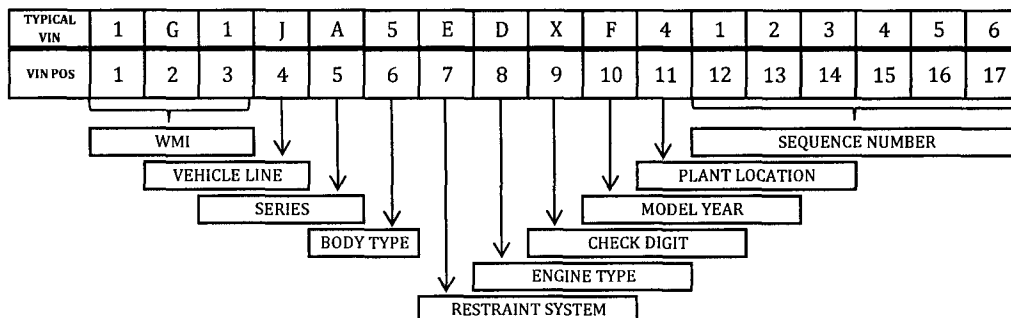 TYPICAL VIN 1 G 1 J A 5 E D X F 4 1 2 3 4 5 6
VIN POS 1 2 3 4 5 6 7 8 9 10 11 12 13 14 15 16 17
WMI SEQUENCE NUMBER
VEHICLE LINE PLANT LOCATION
SERIES MODEL YEAR
BODY TYPE CHECK DIGIT
ENGINE TYPE
RESTRAINT SYSTEM